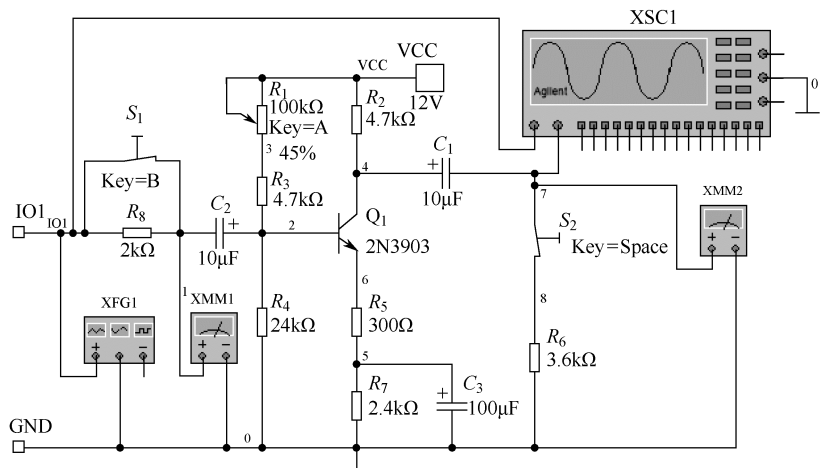 XSC1
VCC
VCC
12V
Agilent
0
R1
100kΩ
Key=A
45%
3
R2
4.7kΩ
S1
Key=B
R3
4.7kΩ
4
C1
10μF
7
XMM2
+ −
S2
Key=Space
IO1
IO1
R8
2kΩ
C2
+
10μF
2
Q1
2N3903
6
8
XFG1
+ −
1
XMM1
+ −
R4
24kΩ
R5
300Ω
5
R6
3.6kΩ
R7
2.4kΩ
+
C3
100μF
GND
0
+